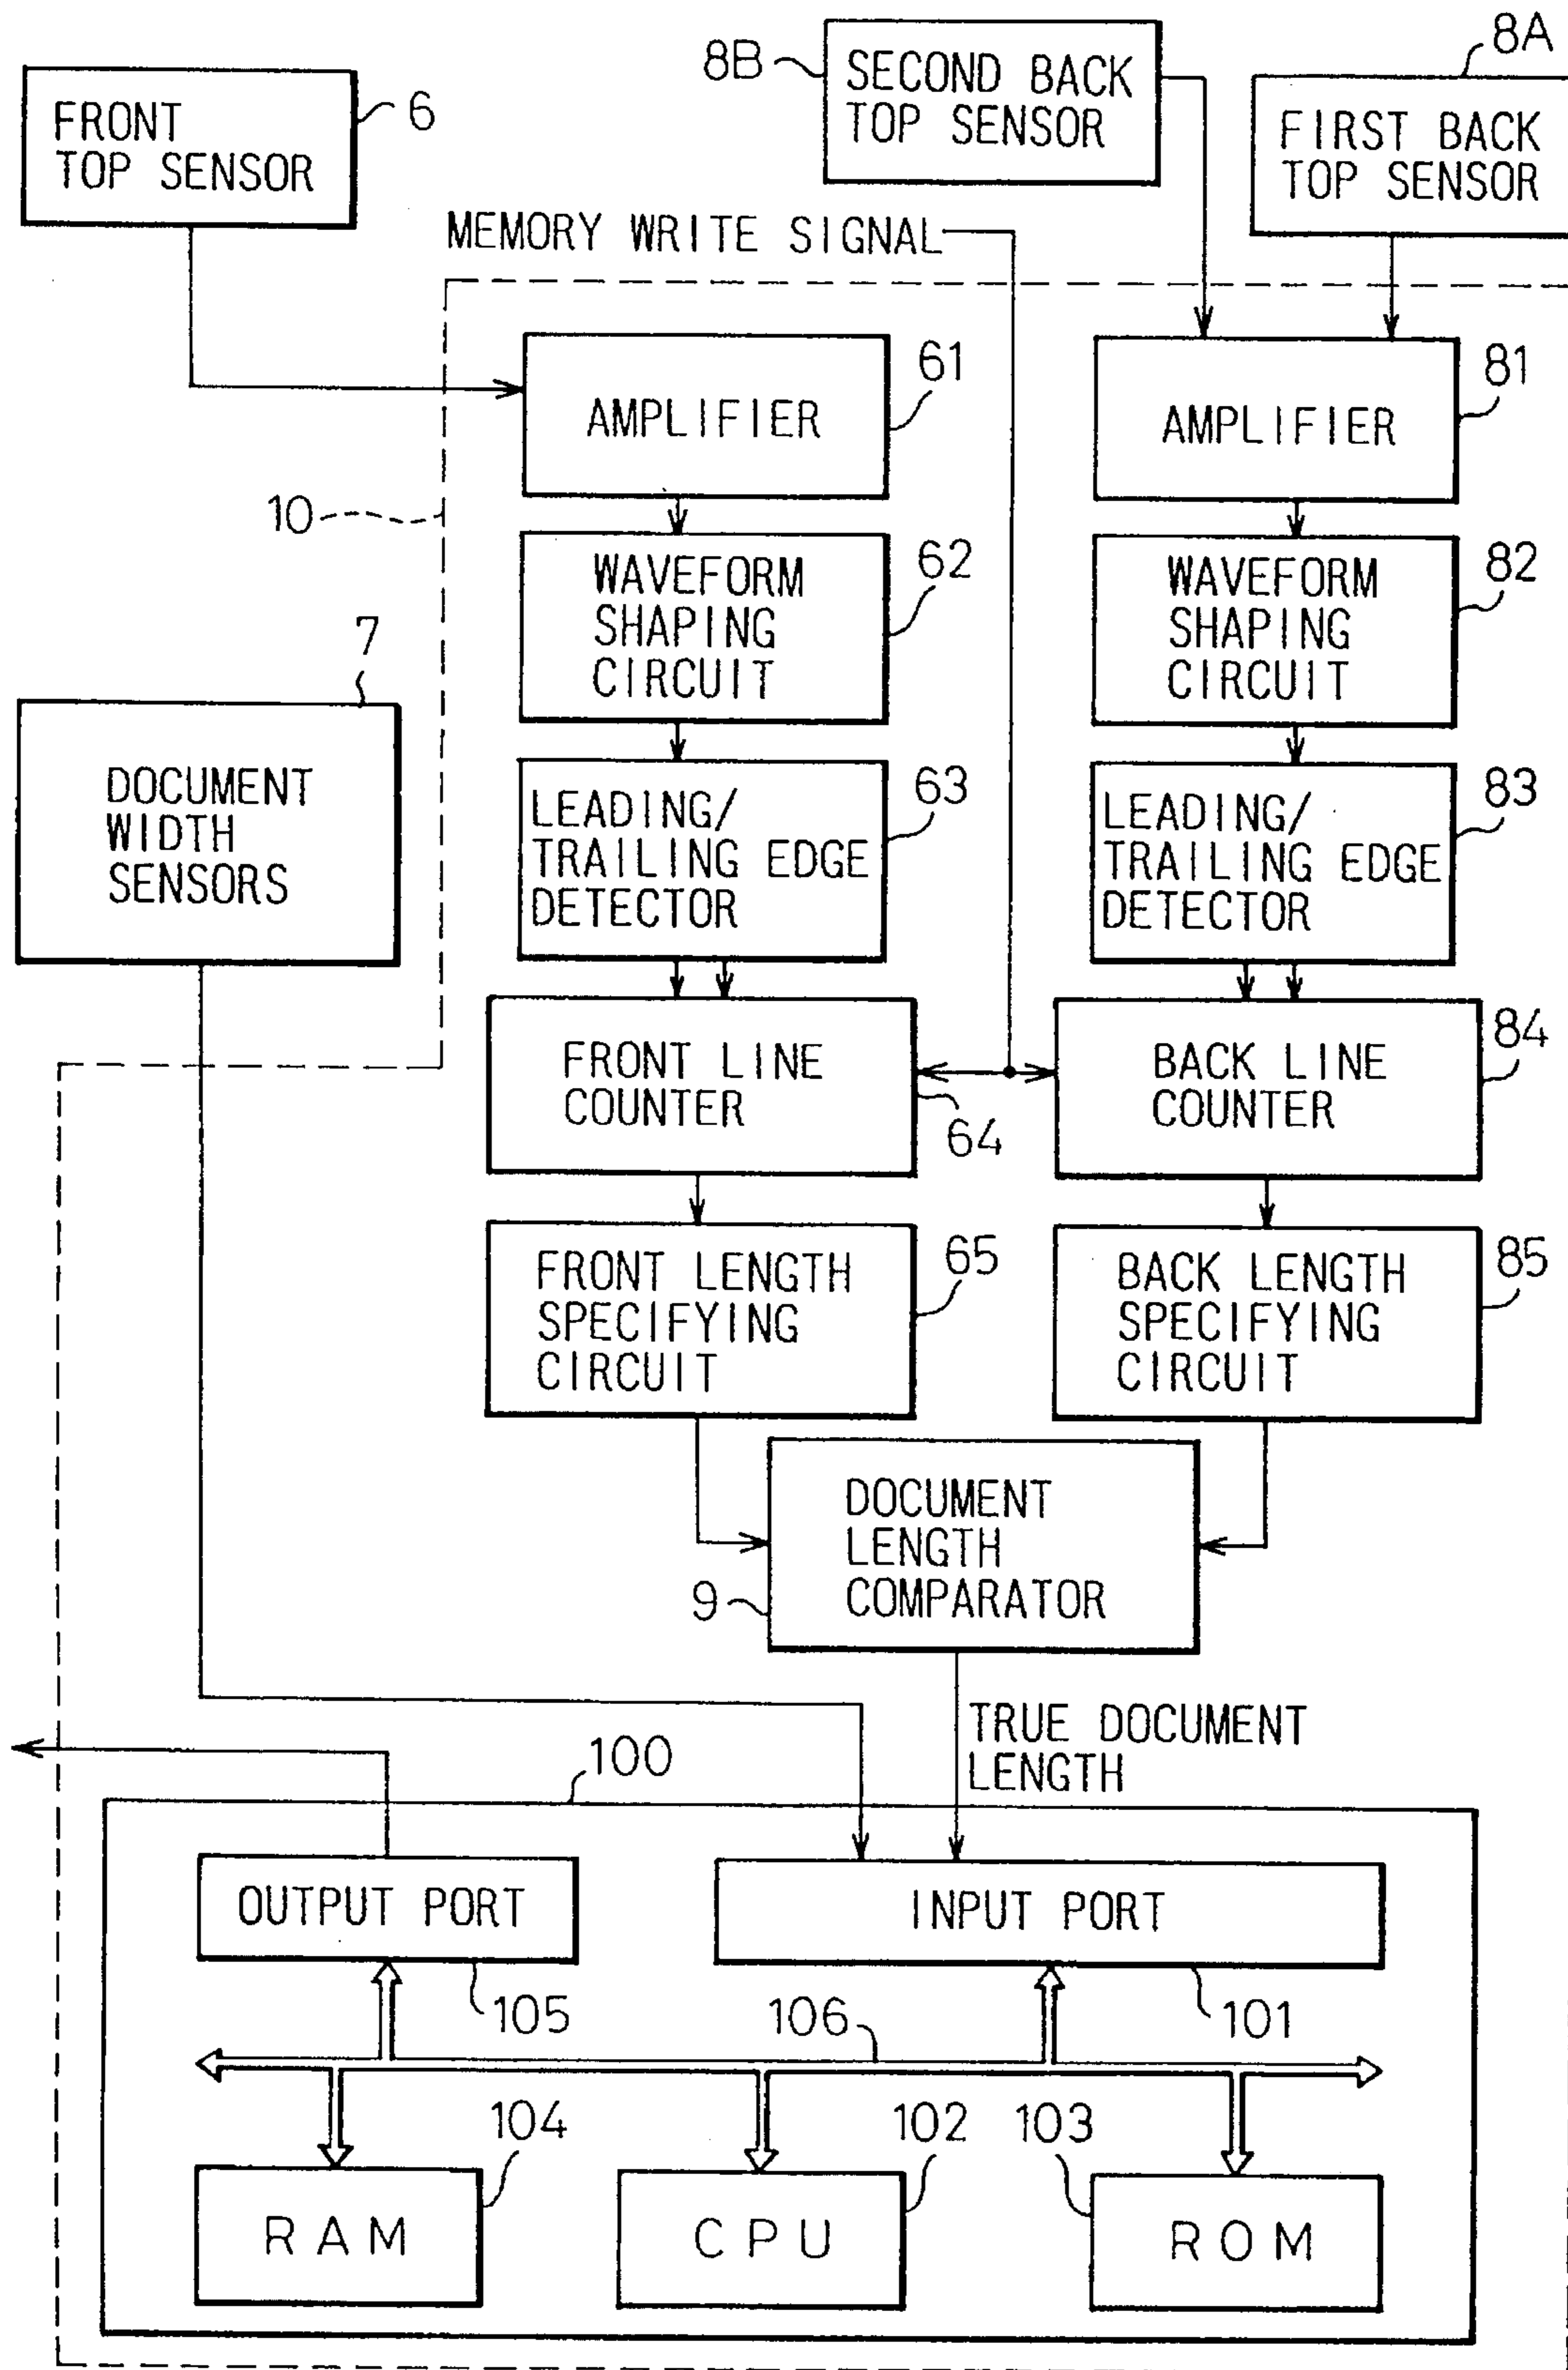 8B
SECOND BACK
TOP SENSOR
8A
FIRST BACK
TOP SENSOR
FRONT
TOP SENSOR
6
MEMORY WRITE SIGNAL
10
AMPLIFIER
61
AMPLIFIER
81
WAVEFORM
SHAPING
CIRCUIT
62
WAVEFORM
SHAPING
CIRCUIT
82
7
DOCUMENT
WIDTH
SENSORS
LEADING/
TRAILING EDGE
DETECTOR
63
LEADING/
TRAILING EDGE
DETECTOR
83
FRONT LINE
COUNTER
64
BACK LINE
COUNTER
84
FRONT LENGTH
SPECIFYING
CIRCUIT
65
BACK LENGTH
SPECIFYING
CIRCUIT
85
DOCUMENT
LENGTH
COMPARATOR
9
TRUE DOCUMENT
LENGTH
100
OUTPUT PORT
105
INPUT PORT
101
106
104
RAM
102
CPU
103
ROM